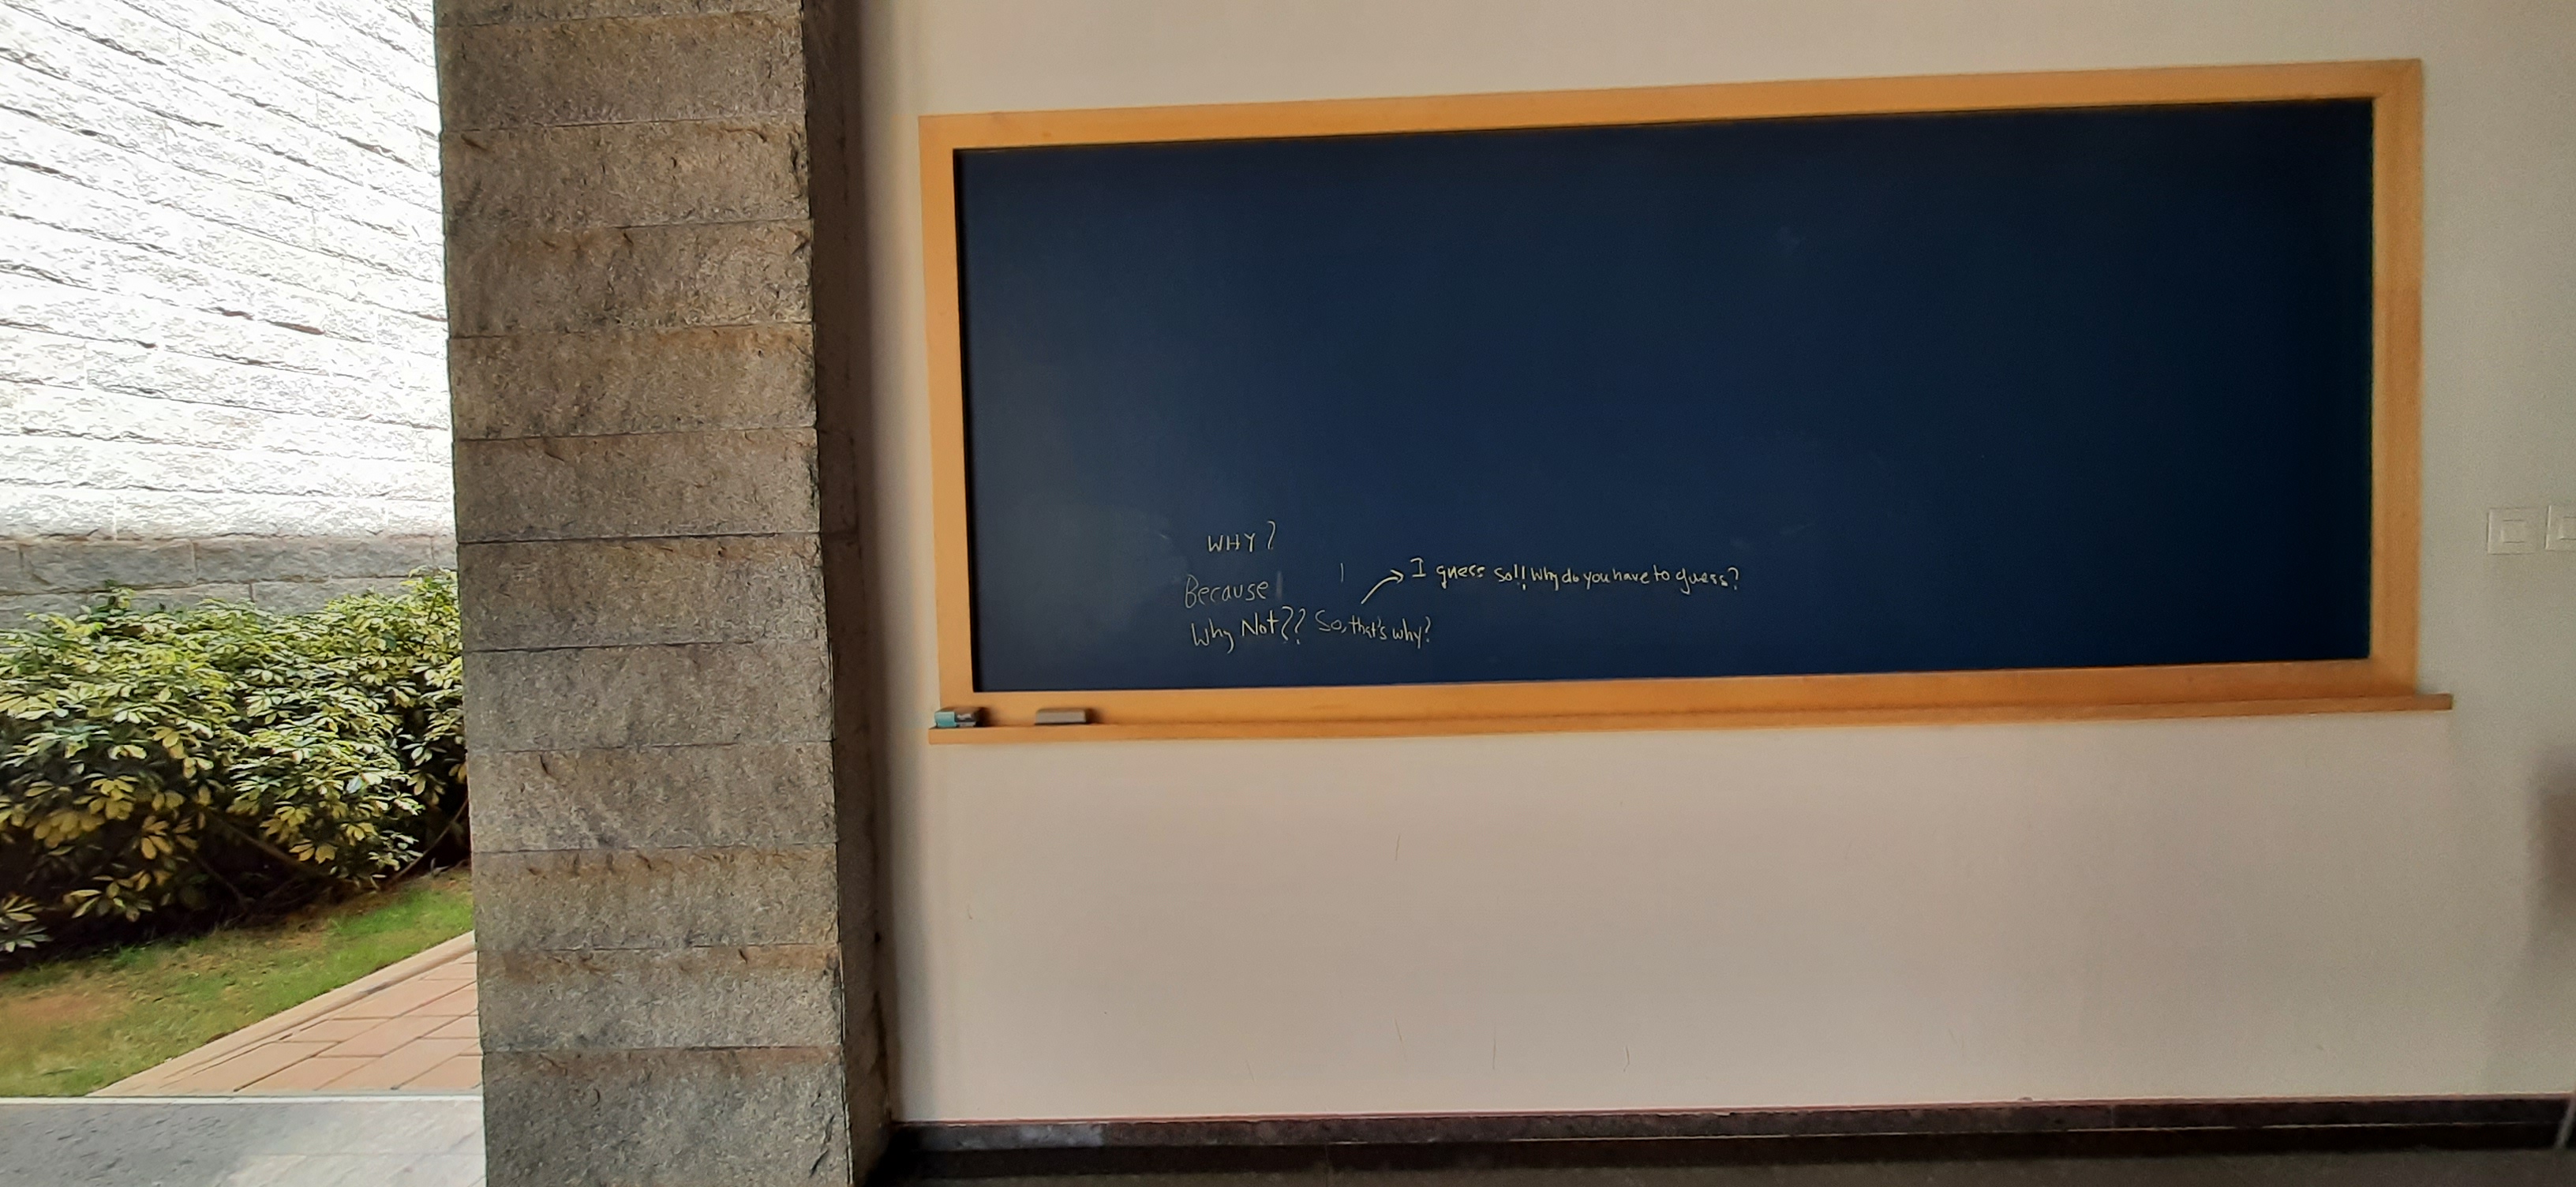 WHY?
Because
I guess so!! Why do you have to guess?
Why Not?? So, that's why?